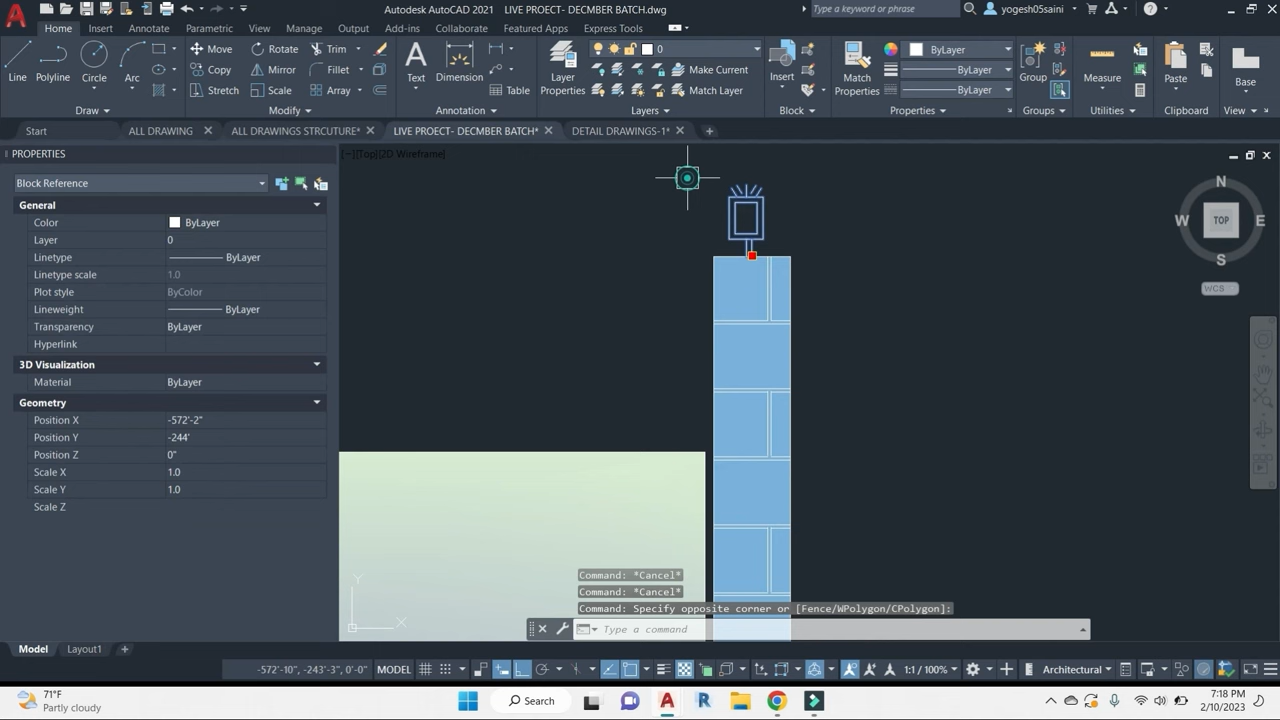 Autodesk AutoCAD 2021 LIVE PROECT- DECMBER BATCH.dwg
Type a keyword or phrase
yogesh05saini
Home Insert Annotate Parametric View Manage Output Add-ins Collaborate Featured Apps Express Tools
Line Polyline Circle Arc
Move Rotate Trim
Copy Mirror Fillet
Stretch Scale Array
Text Dimension Table
Layer Properties
0
Make Current
Match Layer
Insert
Match Properties
ByLayer
ByLayer
ByLayer
Group
Measure
Paste
Base
Draw Modify Annotation Layers Block Properties Groups Utilities Clipboard View
Start ALL DRAWING ALL DRAWINGS STRCUTURE* LIVE PROECT- DECMBER BATCH* DETAIL DRAWINGS-1*
PROPERTIES
[−][Top][2D Wireframe]
Block Reference
General
Color ByLayer
Layer 0
Linetype ByLayer
Linetype scale 1.0
Plot style ByColor
Lineweight ByLayer
Transparency ByLayer
Hyperlink
3D Visualization
Material ByLayer
Geometry
Position X -572'-2"
Position Y -244'
Position Z 0"
Scale X 1.0
Scale Y 1.0
Scale Z
N
W TOP E
S
WCS
Y
X
Command: *Cancel*
Command: *Cancel*
Command: Specify opposite corner or [Fence/WPolygon/CPolygon]:
Type a command
Model Layout1
-572'-10", -243'-3", 0'-0" MODEL 1:1 / 100% Architectural
71°F
Partly cloudy
Search
7:18 PM
2/10/2023